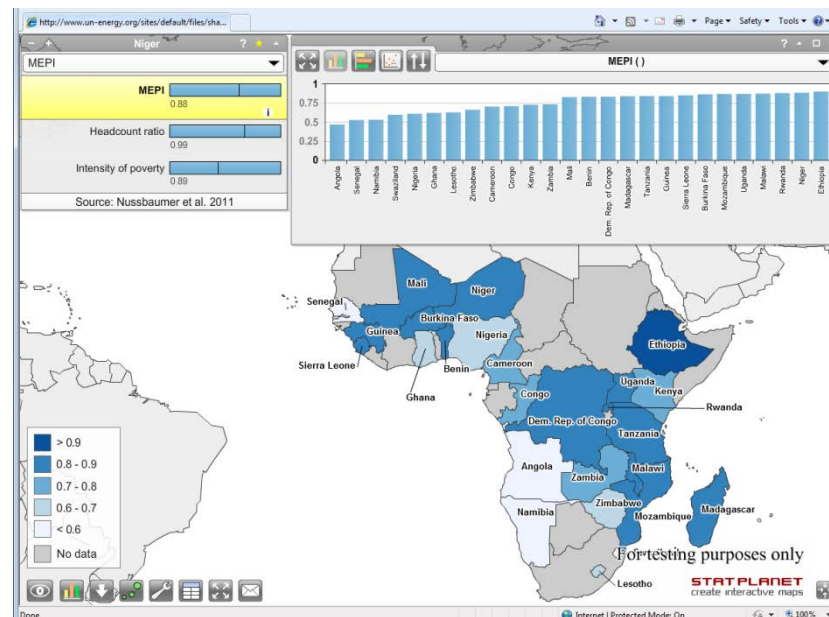 http://www.un-energy.org/sites/default/files/sha...
Page
Safety
Tools
Niger
?
MEPI
MEPI
0.88
i
Headcount ratio
0.99
Intensity of poverty
0.89
Source: Nussbaumer et al. 2011
?
MEPI ( )
1
0.75
0.5
0.25
0
Angola
Senegal
Namibia
Swaziland
Nigeria
Ghana
Lesotho
Zimbabwe
Cameroon
Congo
Kenya
Zambia
Mali
Benin
Dem. Rep. of Congo
Madagascar
Tanzania
Guinea
Sierra Leone
Burkina Faso
Mozambique
Uganda
Malawi
Rwanda
Niger
Ethiopia
Mali
Niger
Senegal
Burkina Faso
Guinea
Nigeria
Ethiopia
Sierra Leone
Benin
Cameroon
Ghana
Uganda
Kenya
Congo
Rwanda
Dem. Rep. of Congo
Tanzania
Angola
Malawi
Zambia
Zimbabwe
Madagascar
Namibia
Mozambique
Lesotho
> 0.9
0.8 - 0.9
0.7 - 0.8
0.6 - 0.7
< 0.6
No data
For testing purposes only
STATPLANET
create interactive maps
Done
Internet | Protected Mode: On
100%